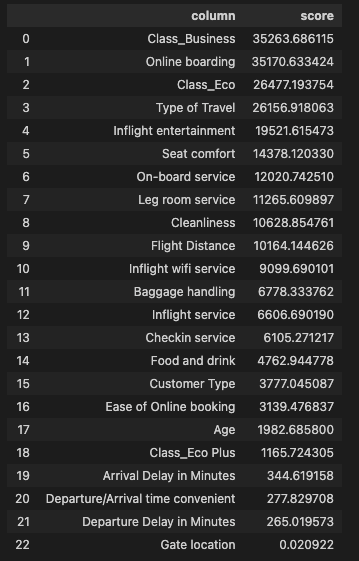 column score
0 Class_Business 35263.686115
1 Online boarding 35170.633424
2 Class_Eco 26477.193754
3 Type of Travel 26156.918063
4 Inflight entertainment 19521.615473
5 Seat comfort 14378.120330
6 On-board service 12020.742510
7 Leg room service 11265.609897
8 Cleanliness 10628.854761
9 Flight Distance 10164.144626
10 Inflight wifi service 9099.690101
11 Baggage handling 6778.333762
12 Inflight service 6606.690190
13 Checkin service 6105.271217
14 Food and drink 4762.944778
15 Customer Type 3777.045087
16 Ease of Online booking 3139.476837
17 Age 1982.685800
18 Class_Eco Plus 1165.724305
19 Arrival Delay in Minutes 344.619158
20 Departure/Arrival time convenient 277.829708
21 Departure Delay in Minutes 265.019573
22 Gate location 0.020922